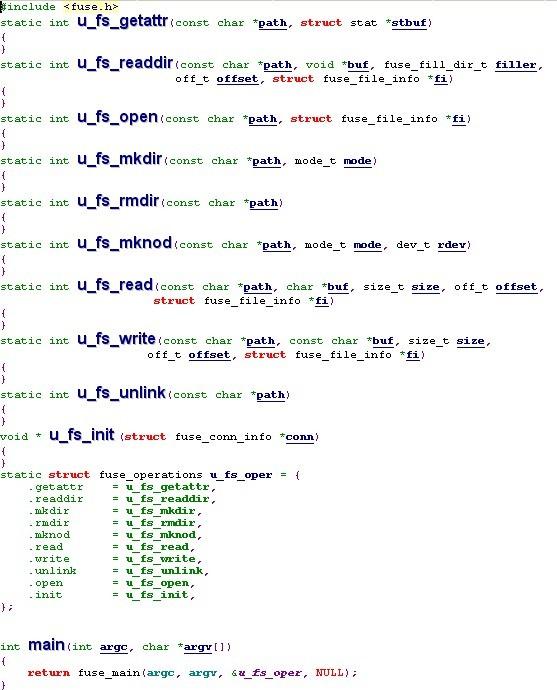 #include <fuse.h>
static int u_fs_getattr(const char *path, struct stat *stbuf)
{
}
static int u_fs_readdir(const char *path, void *buf, fuse_fill_dir_t filler,
off_t offset, struct fuse_file_info *fi)
{
}
static int u_fs_open(const char *path, struct fuse_file_info *fi)
{
}
static int u_fs_mkdir(const char *path, mode_t mode)
{
}
static int u_fs_rmdir(const char *path)
{
}
static int u_fs_mknod(const char *path, mode_t mode, dev_t rdev)
{
}
static int u_fs_read(const char *path, char *buf, size_t size, off_t offset,
struct fuse_file_info *fi)
{
}
static int u_fs_write(const char *path, const char *buf, size_t size,
off_t offset, struct fuse_file_info *fi)
{
}
static int u_fs_unlink(const char *path)
{
}
void * u_fs_init (struct fuse_conn_info *conn)
{
}
static struct fuse_operations u_fs_oper = {
.getattr = u_fs_getattr,
.readdir = u_fs_readdir,
.mkdir = u_fs_mkdir,
.rmdir = u_fs_rmdir,
.mknod = u_fs_mknod,
.read = u_fs_read,
.write = u_fs_write,
.unlink = u_fs_unlink,
.open = u_fs_open,
.init = u_fs_init,
};
int main(int argc, char *argv[])
{
return fuse_main(argc, argv, &u_fs_oper, NULL);
}